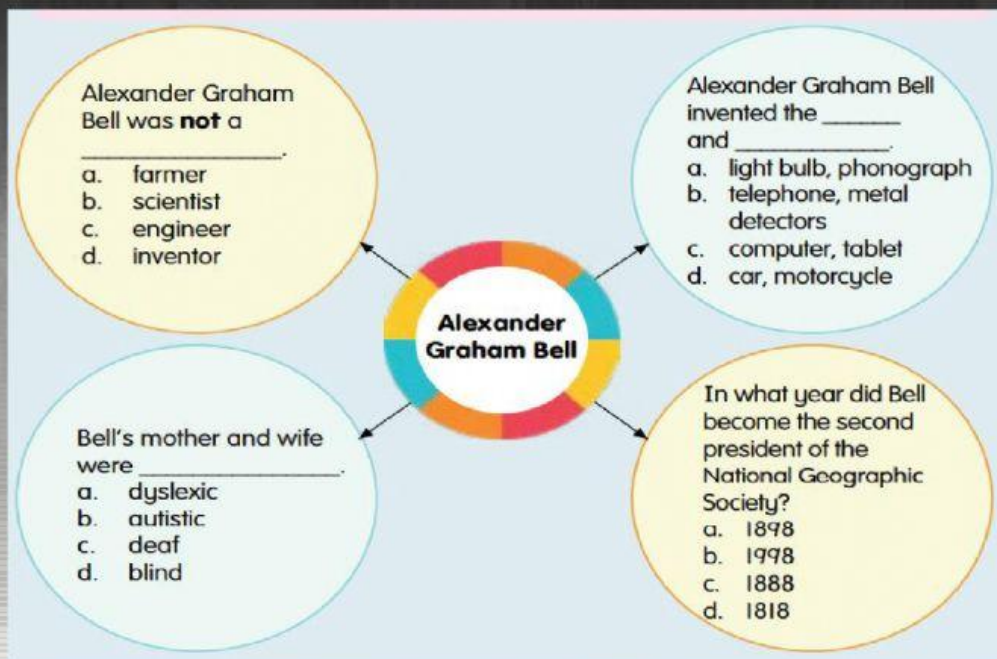 Alexander Graham
Bell was not a
_______________.
a. farmer
b. scientist
c. engineer
d. inventor
Alexander Graham Bell
invented the ______
and ____________.
a. light bulb, phonograph
b. telephone, metal
detectors
c. computer, tablet
d. car, motorcycle
Alexander
Graham Bell
Bell's mother and wife
were _______________.
a. dyslexic
b. autistic
c. deaf
d. blind
In what year did Bell
become the second
president of the
National Geographic
Society?
a. 1898
b. 1998
c. 1888
d. 1818